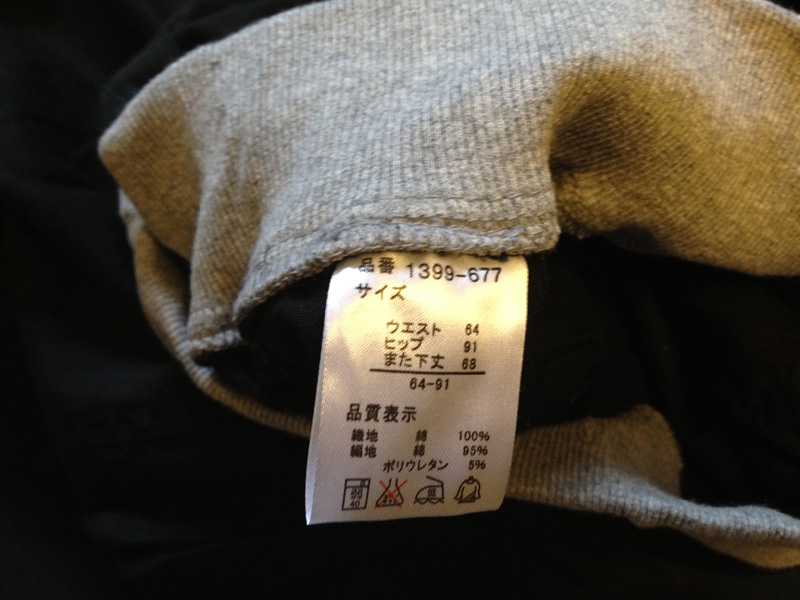 品番 1399-677
サイズ
ウエスト 64
ヒップ 91
また下丈 68
64-91
品質表示
織地 綿 100%
編地 綿 95%
ポリウレタン 5%
40